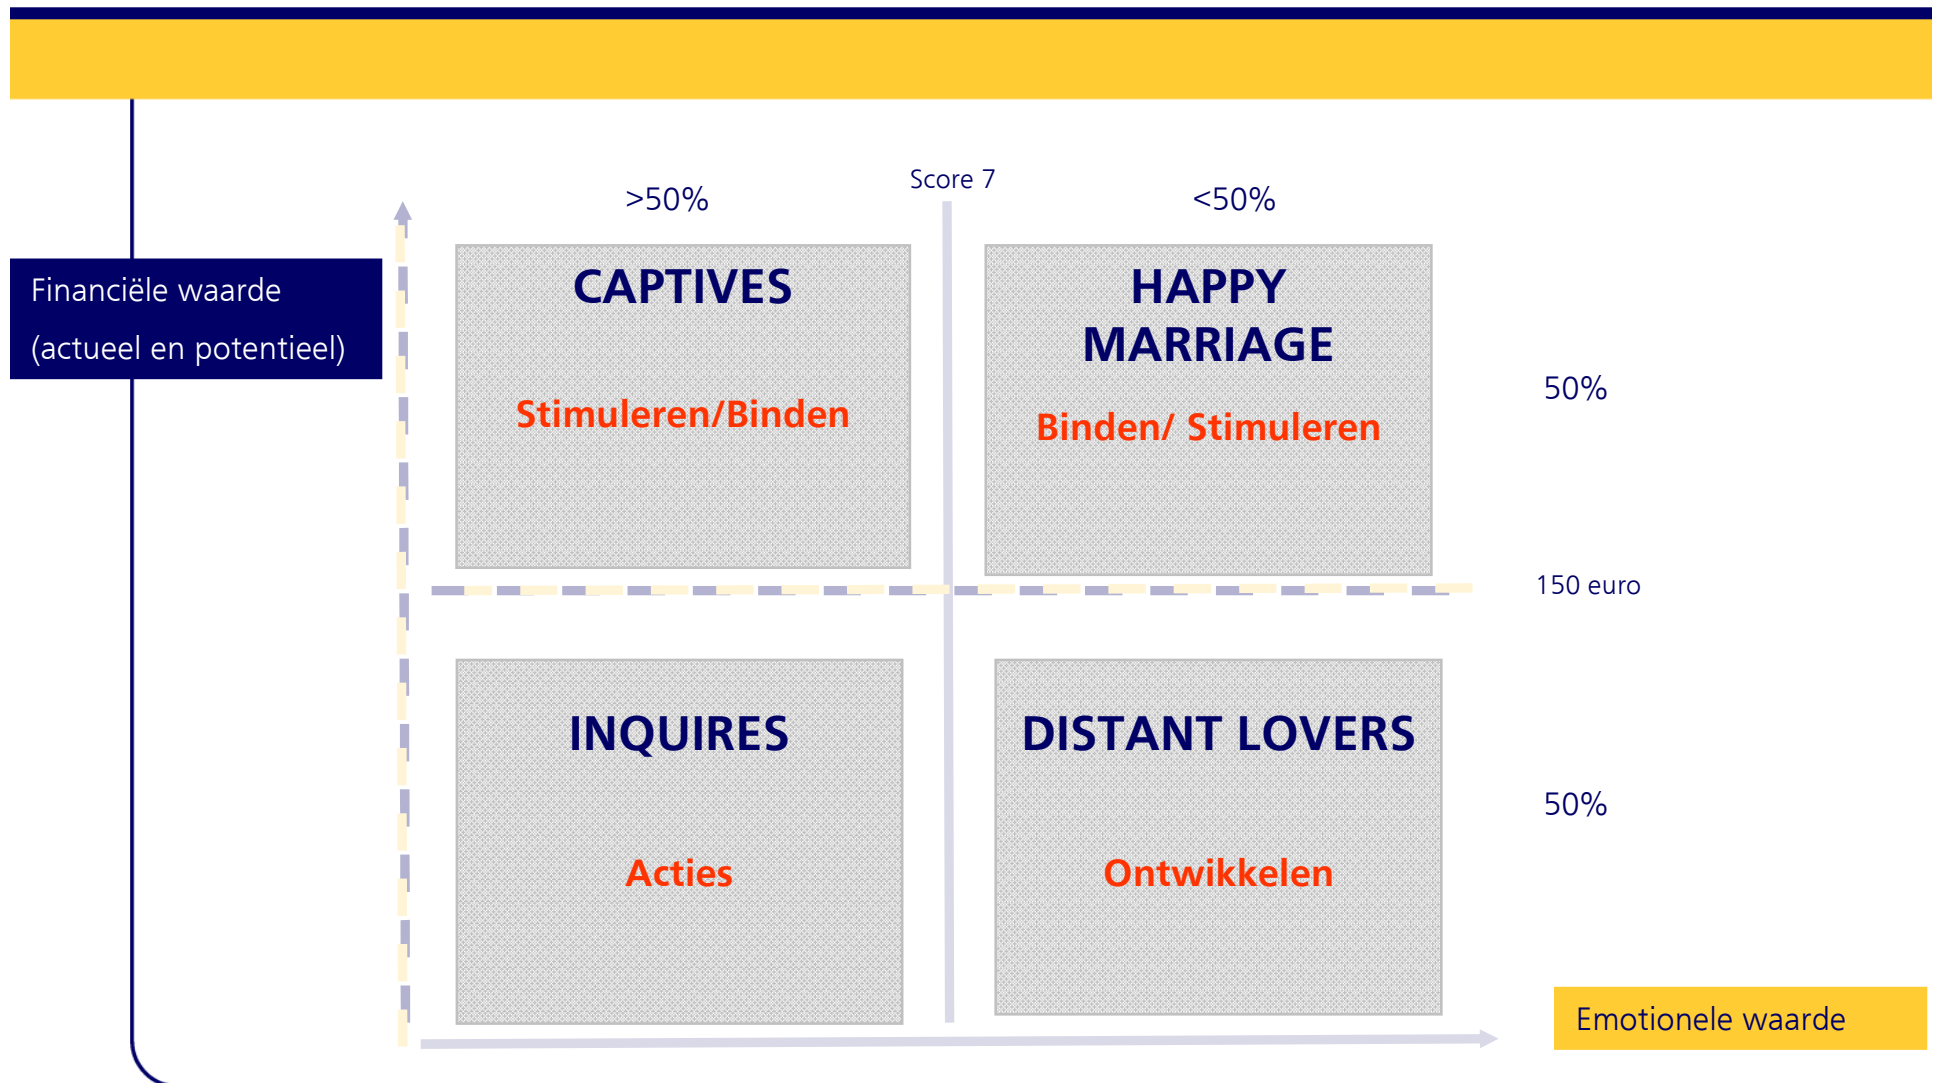 Score 7
>50%
<50%
Financiële waarde
(actueel en potentieel)
CAPTIVES
Stimuleren/Binden
HAPPY
MARRIAGE
Binden/ Stimuleren
50%
150 euro
INQUIRES
Acties
DISTANT LOVERS
Ontwikkelen
50%
Emotionele waarde